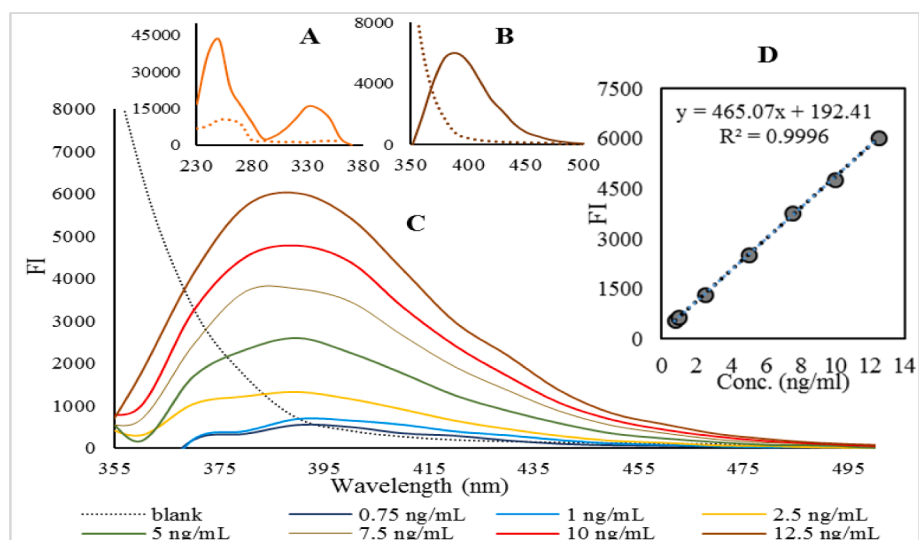 A
45000
30000
15000
0
230 280 330 380
B
8000
4000
0
350 400 450 500
D
7500
6000
4500
3000
1500
0
FI
y = 465.07x + 192.41
R² = 0.9996
0 2 4 6 8 10 12 14
Conc. (ng/ml)
C
8000
7000
6000
5000
4000
3000
2000
1000
0
FI
355 375 395 415 435 455 475 495
Wavelength (nm)
blank 0.75 ng/mL 1 ng/mL 2.5 ng/mL
5 ng/mL 7.5 ng/mL 10 ng/mL 12.5 ng/mL